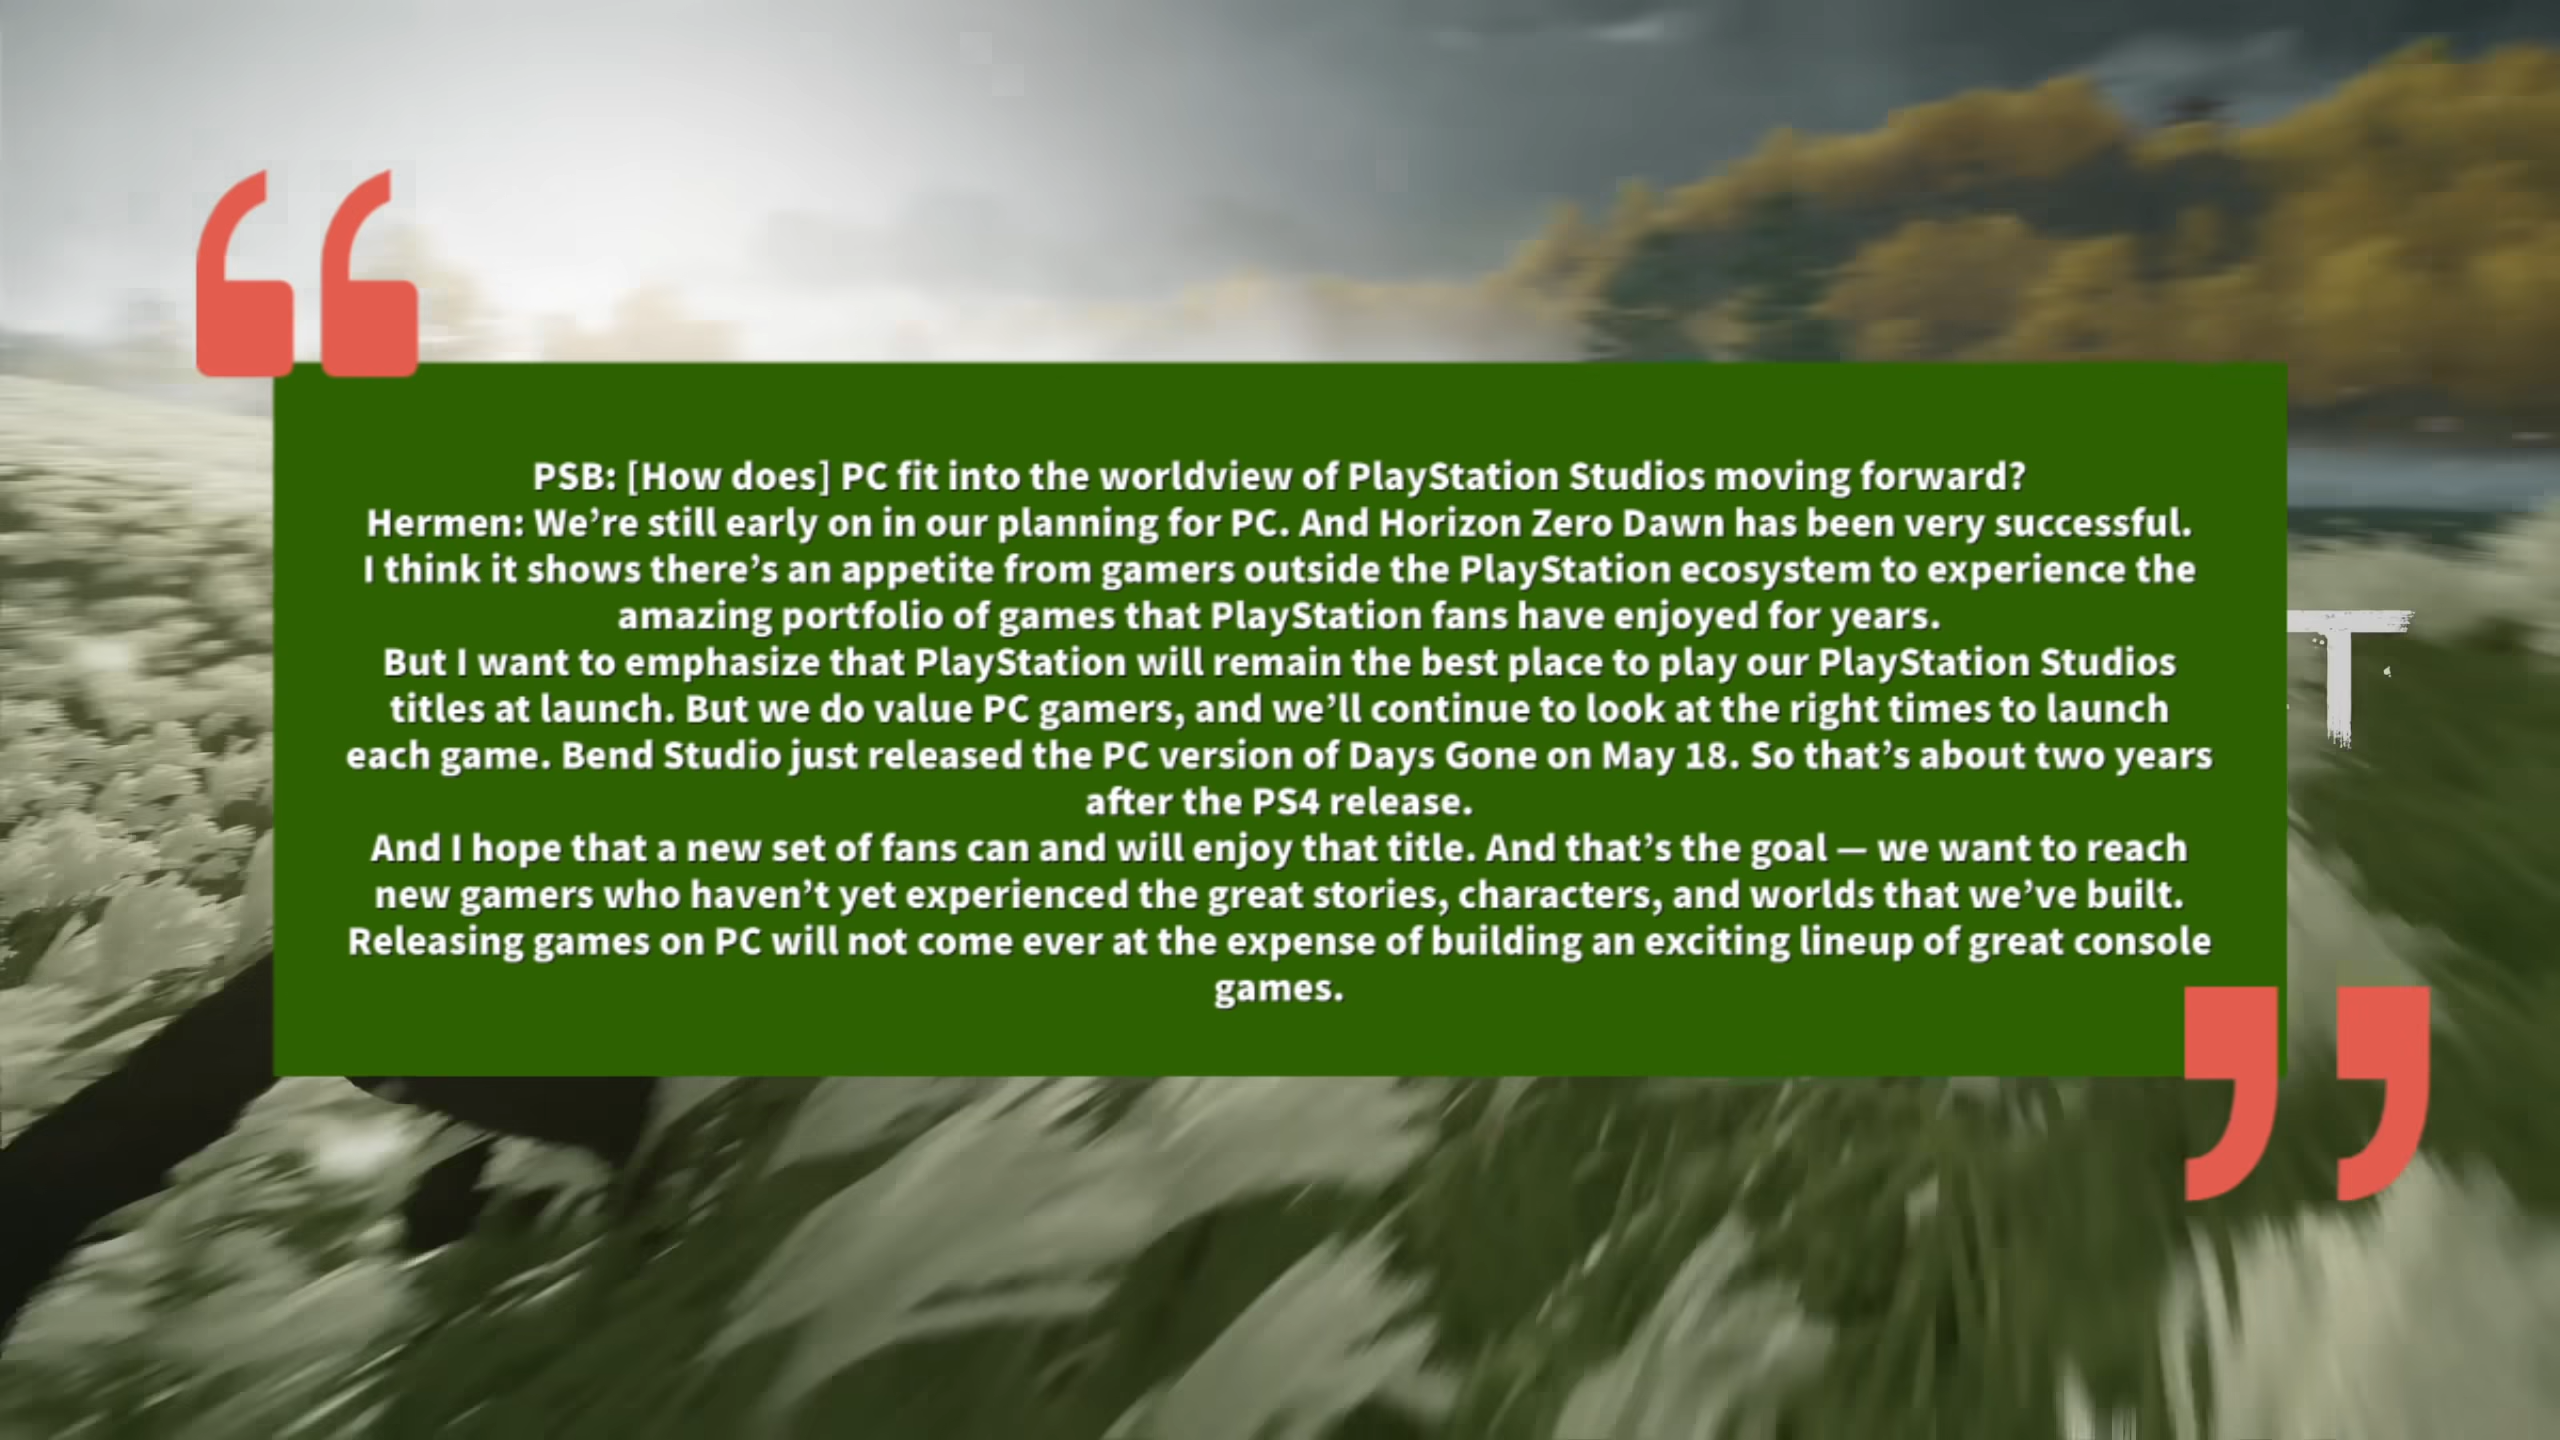 PSB: [How does] PC fit into the worldview of PlayStation Studios moving forward?
Hermen: We’re still early on in our planning for PC. And Horizon Zero Dawn has been very successful.
I think it shows there’s an appetite from gamers outside the PlayStation ecosystem to experience the
amazing portfolio of games that PlayStation fans have enjoyed for years.
But I want to emphasize that PlayStation will remain the best place to play our PlayStation Studios
titles at launch. But we do value PC gamers, and we’ll continue to look at the right times to launch
each game. Bend Studio just released the PC version of Days Gone on May 18. So that’s about two years
after the PS4 release.
And I hope that a new set of fans can and will enjoy that title. And that’s the goal — we want to reach
new gamers who haven’t yet experienced the great stories, characters, and worlds that we’ve built.
Releasing games on PC will not come ever at the expense of building an exciting lineup of great console
games.
T